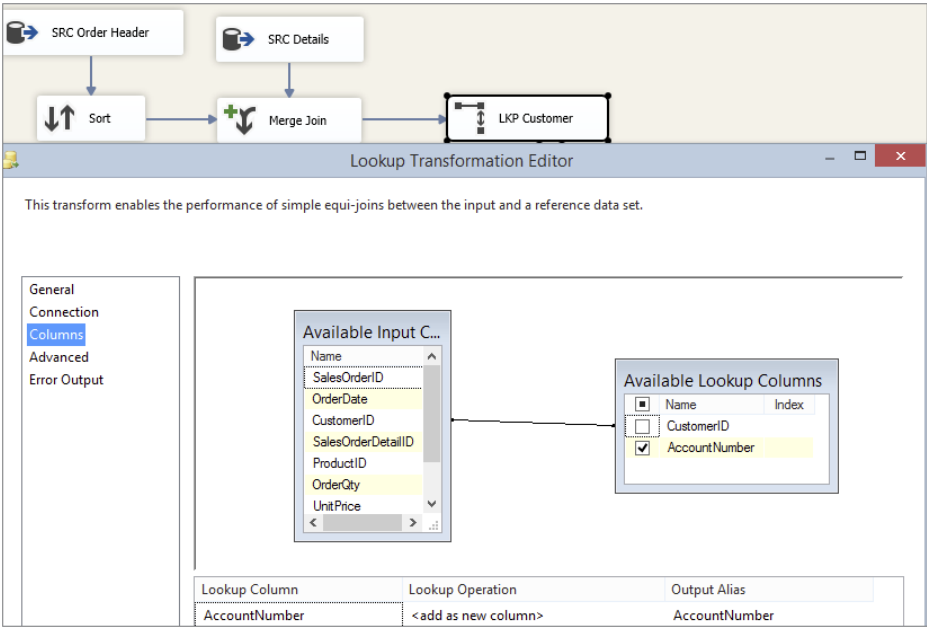 SRC Order Header
SRC Details
Sort
Merge Join
LKP Customer
Lookup Transformation Editor
This transform enables the performance of simple equi-joins between the input and a reference data set.
General
Connection
Columns
Advanced
Error Output
Available Input C...
Name
SalesOrderID
OrderDate
CustomerID
SalesOrderDetailID
ProductID
OrderQty
UnitPrice
Available Lookup Columns
Name Index
CustomerID
AccountNumber
Lookup Column Lookup Operation Output Alias
AccountNumber <add as new column> AccountNumber